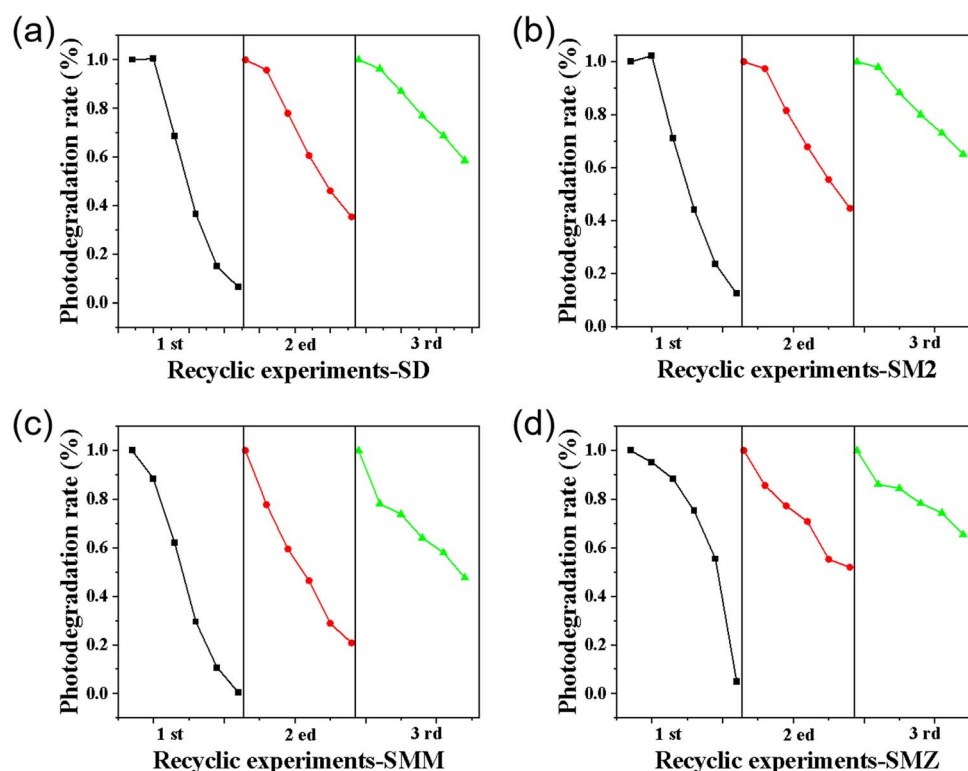 (a)
Photodegradation rate (%)
1.0
0.8
0.6
0.4
0.2
0.0
1 st 2 ed 3 rd
Recyclic experiments-SD
(b)
Photodegradation rate (%)
1.0
0.8
0.6
0.4
0.2
0.0
1 st 2 ed 3 rd
Recyclic experiments-SM2
(c)
Photodegradation rate (%)
1.0
0.8
0.6
0.4
0.2
0.0
1 st 2 ed 3 rd
Recyclic experiments-SMM
(d)
Photodegradation rate (%)
1.0
0.8
0.6
0.4
0.2
0.0
1 st 2 ed 3 rd
Recyclic experiments-SMZ